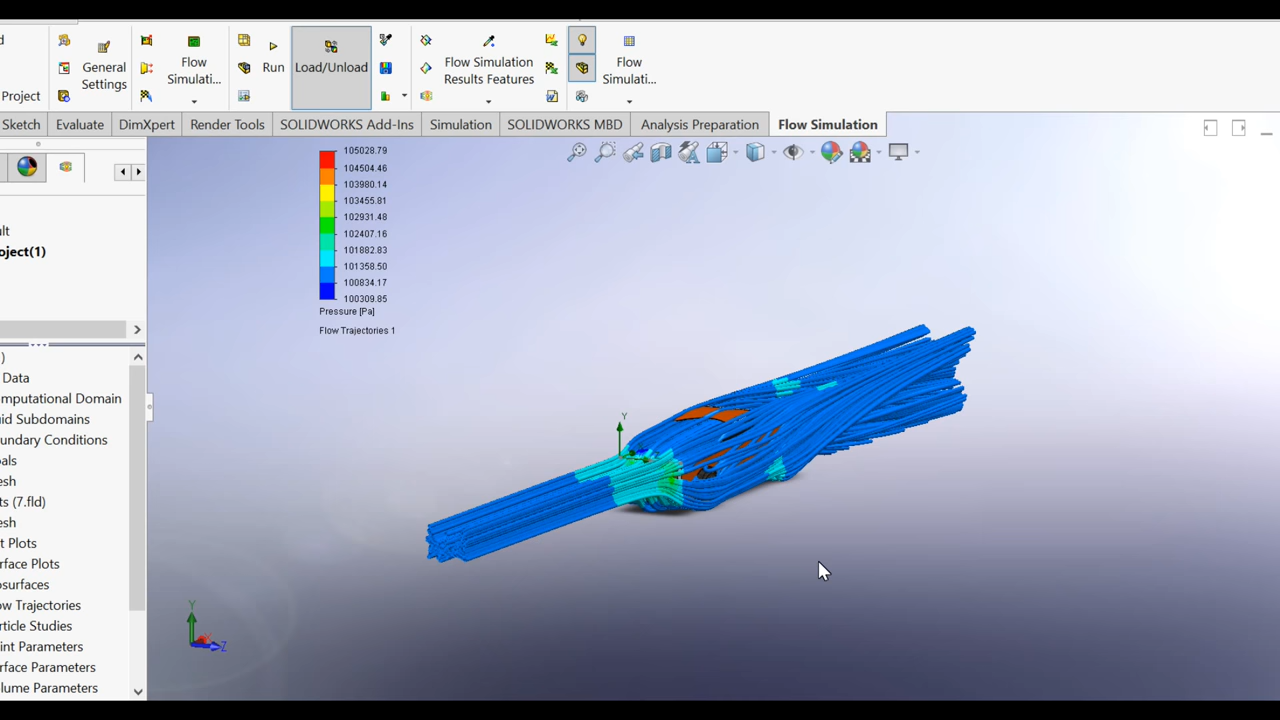 d
Project
General
Settings
Flow
Simulati...
Run
Load/Unload
Flow Simulation
Results Features
Flow
Simulati...
Sketch
Evaluate
DimXpert
Render Tools
SOLIDWORKS Add-Ins
Simulation
SOLIDWORKS MBD
Analysis Preparation
Flow Simulation
ult
oject(1)
)
Data
mputational Domain
uid Subdomains
undary Conditions
oals
esh
ts (7.fld)
esh
t Plots
rface Plots
osurfaces
ow Trajectories
rticle Studies
int Parameters
rface Parameters
lume Parameters
105028.79
104504.46
103980.14
103455.81
102931.48
102407.16
101882.83
101358.50
100834.17
100309.85
Pressure [Pa]
Flow Trajectories 1
Y
Y
X
Z